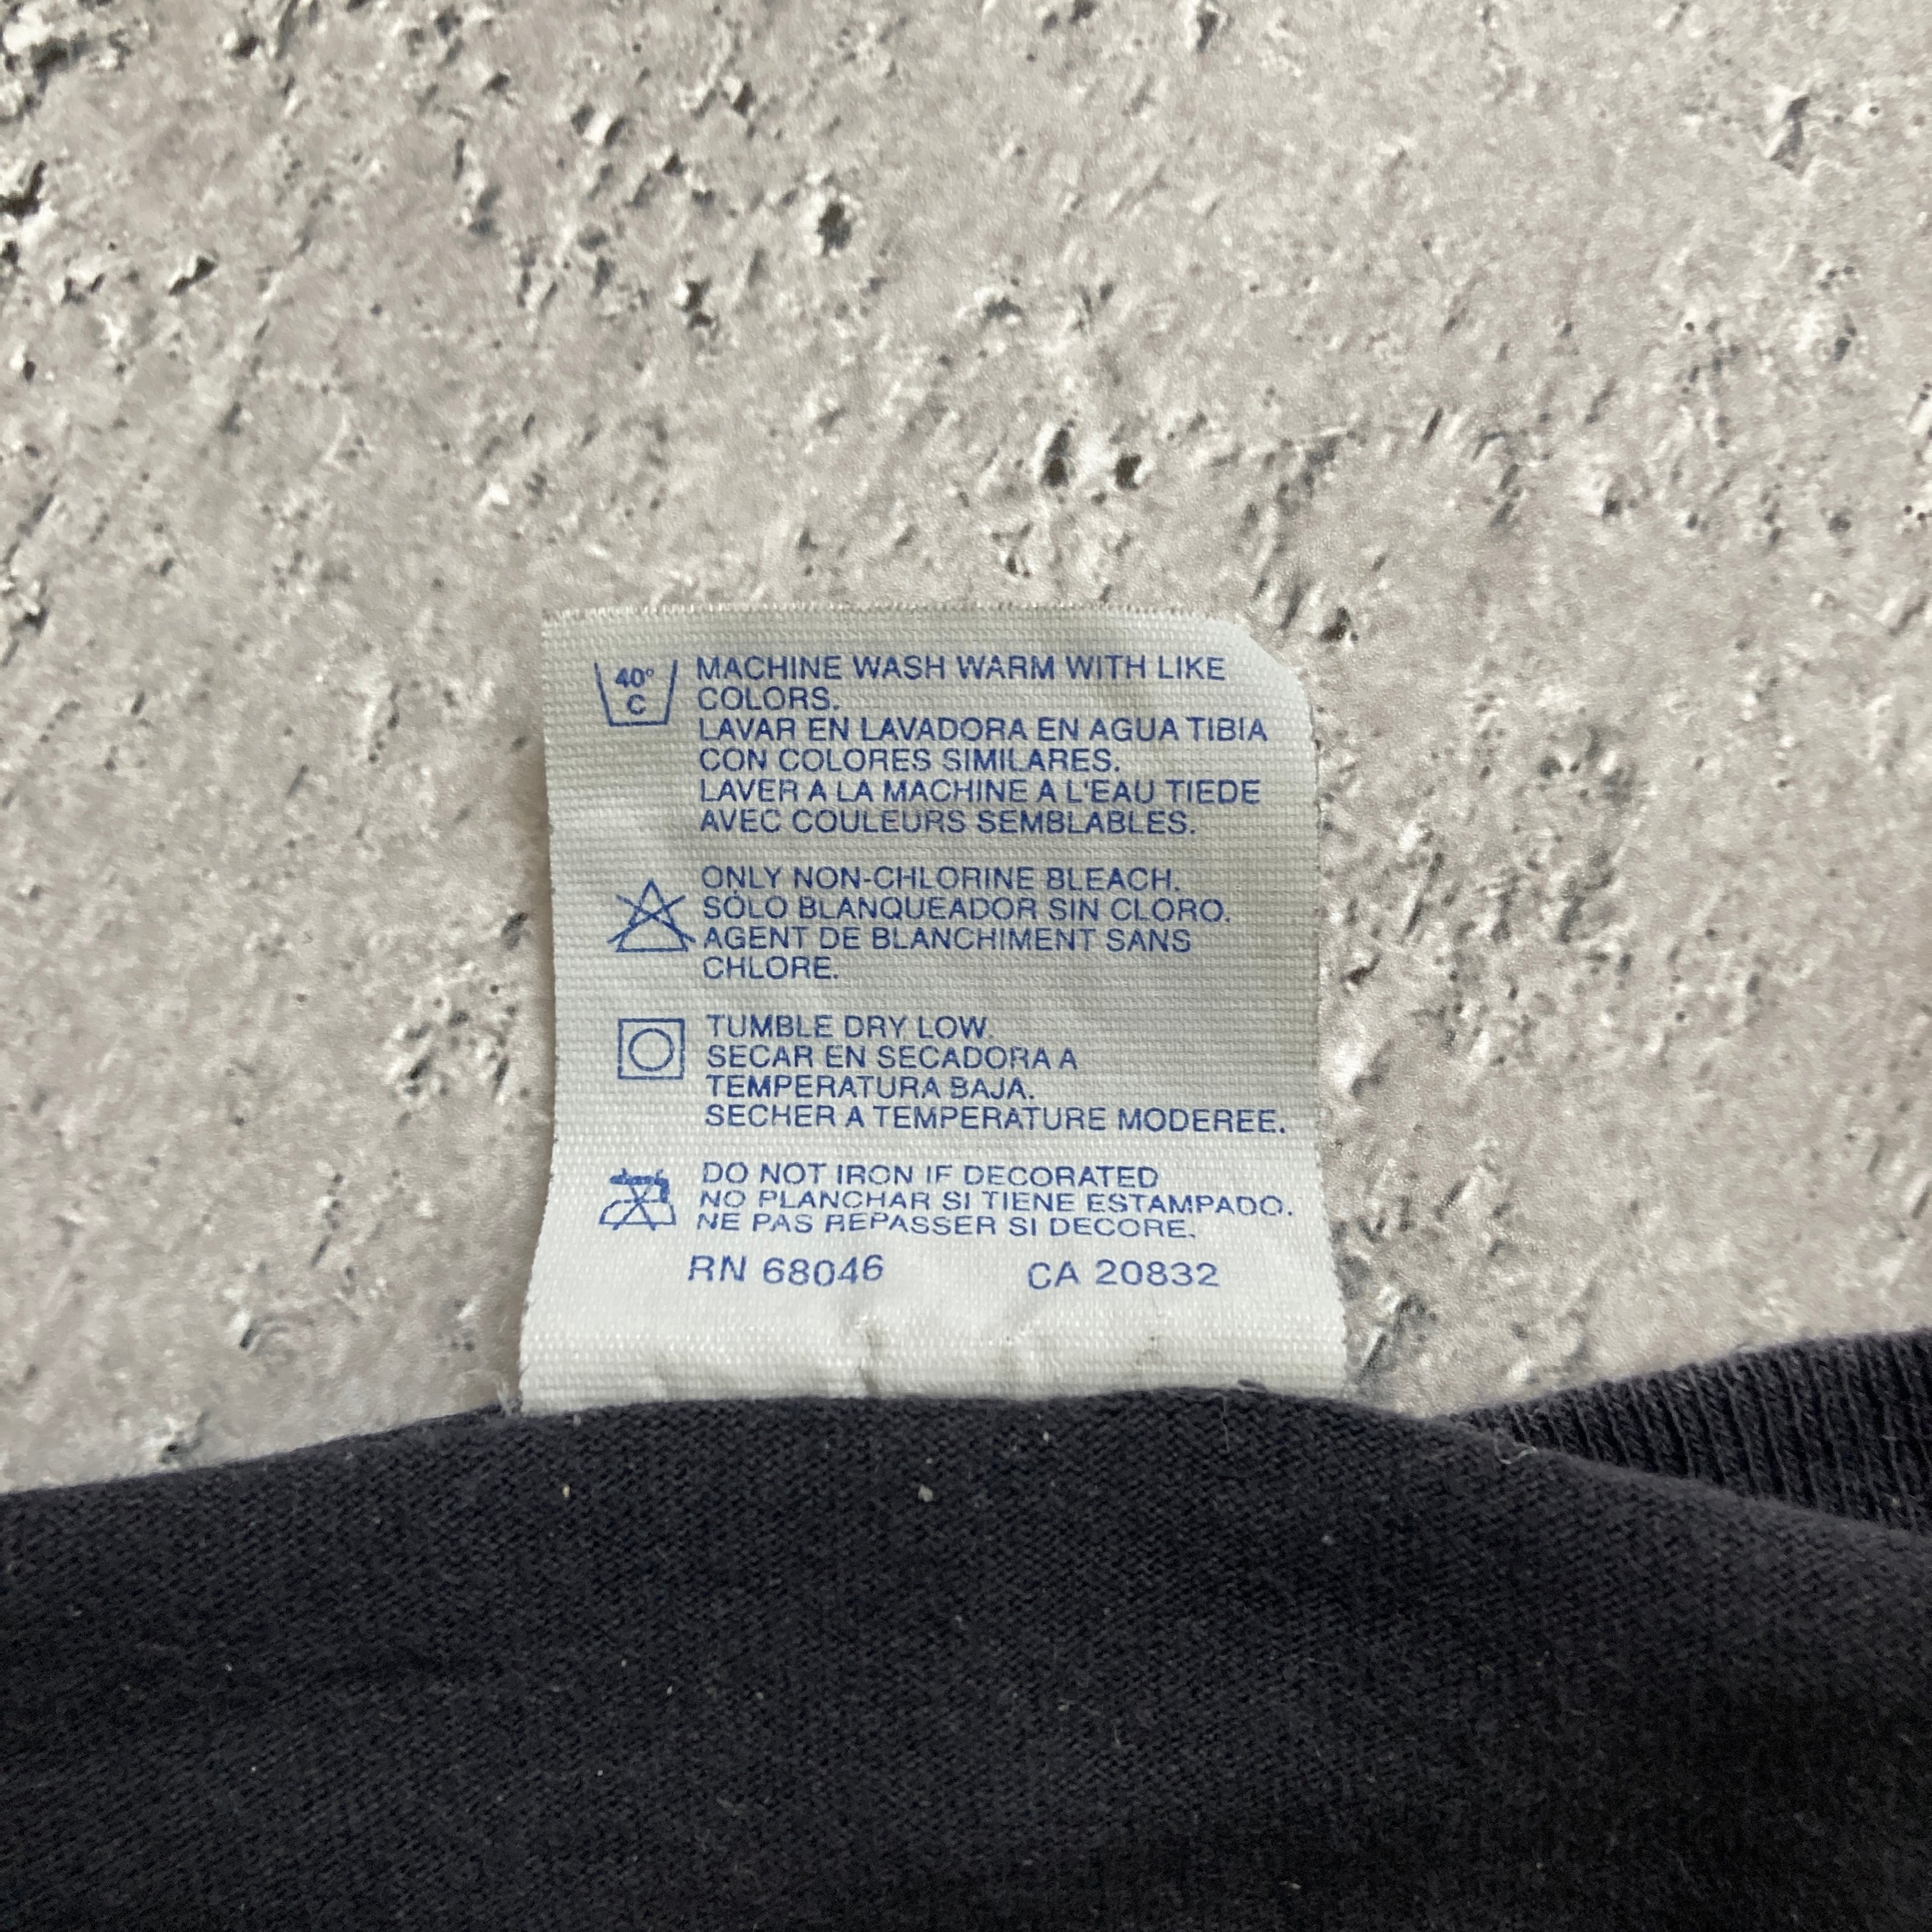 40°
C
MACHINE WASH WARM WITH LIKE
COLORS.
LAVAR EN LAVADORA EN AGUA TIBIA
CON COLORES SIMILARES.
LAVER A LA MACHINE A L'EAU TIEDE
AVEC COULEURS SEMBLABLES.
ONLY NON-CHLORINE BLEACH.
SÓLO BLANQUEADOR SIN CLORO.
AGENT DE BLANCHIMENT SANS
CHLORE.
TUMBLE DRY LOW.
SECAR EN SECADORA A
TEMPERATURA BAJA.
SECHER A TEMPERATURE MODEREE.
DO NOT IRON IF DECORATED
NO PLANCHAR SI TIENE ESTAMPADO.
NE PAS REPASSER SI DECORE.
RN 68046 CA 20832